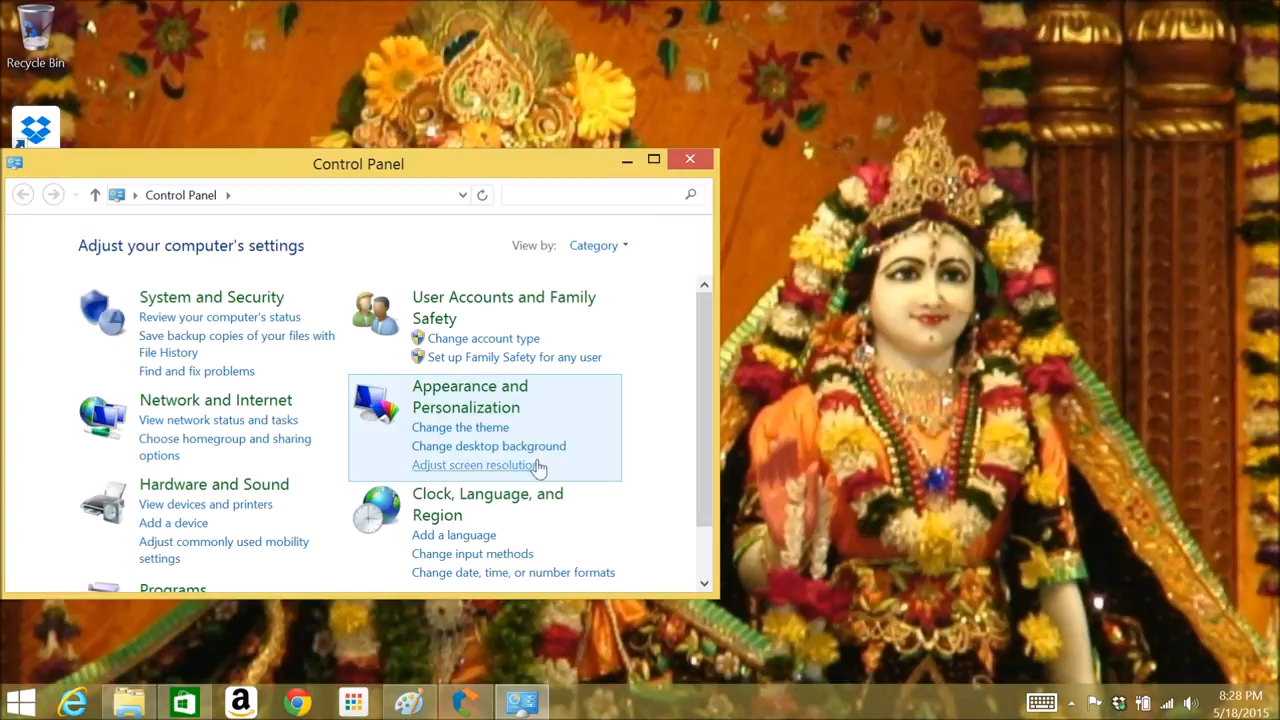 Recycle Bin
Control Panel
Control Panel
Adjust your computer's settings
View by: Category
System and Security
Review your computer's status
Save backup copies of your files with
File History
Find and fix problems
Network and Internet
View network status and tasks
Choose homegroup and sharing
options
Hardware and Sound
View devices and printers
Add a device
Adjust commonly used mobility
settings
Programs
User Accounts and Family
Safety
Change account type
Set up Family Safety for any user
Appearance and
Personalization
Change the theme
Change desktop background
Adjust screen resolution
Clock, Language, and
Region
Add a language
Change input methods
Change date, time, or number formats
a
8:28 PM
5/18/2015